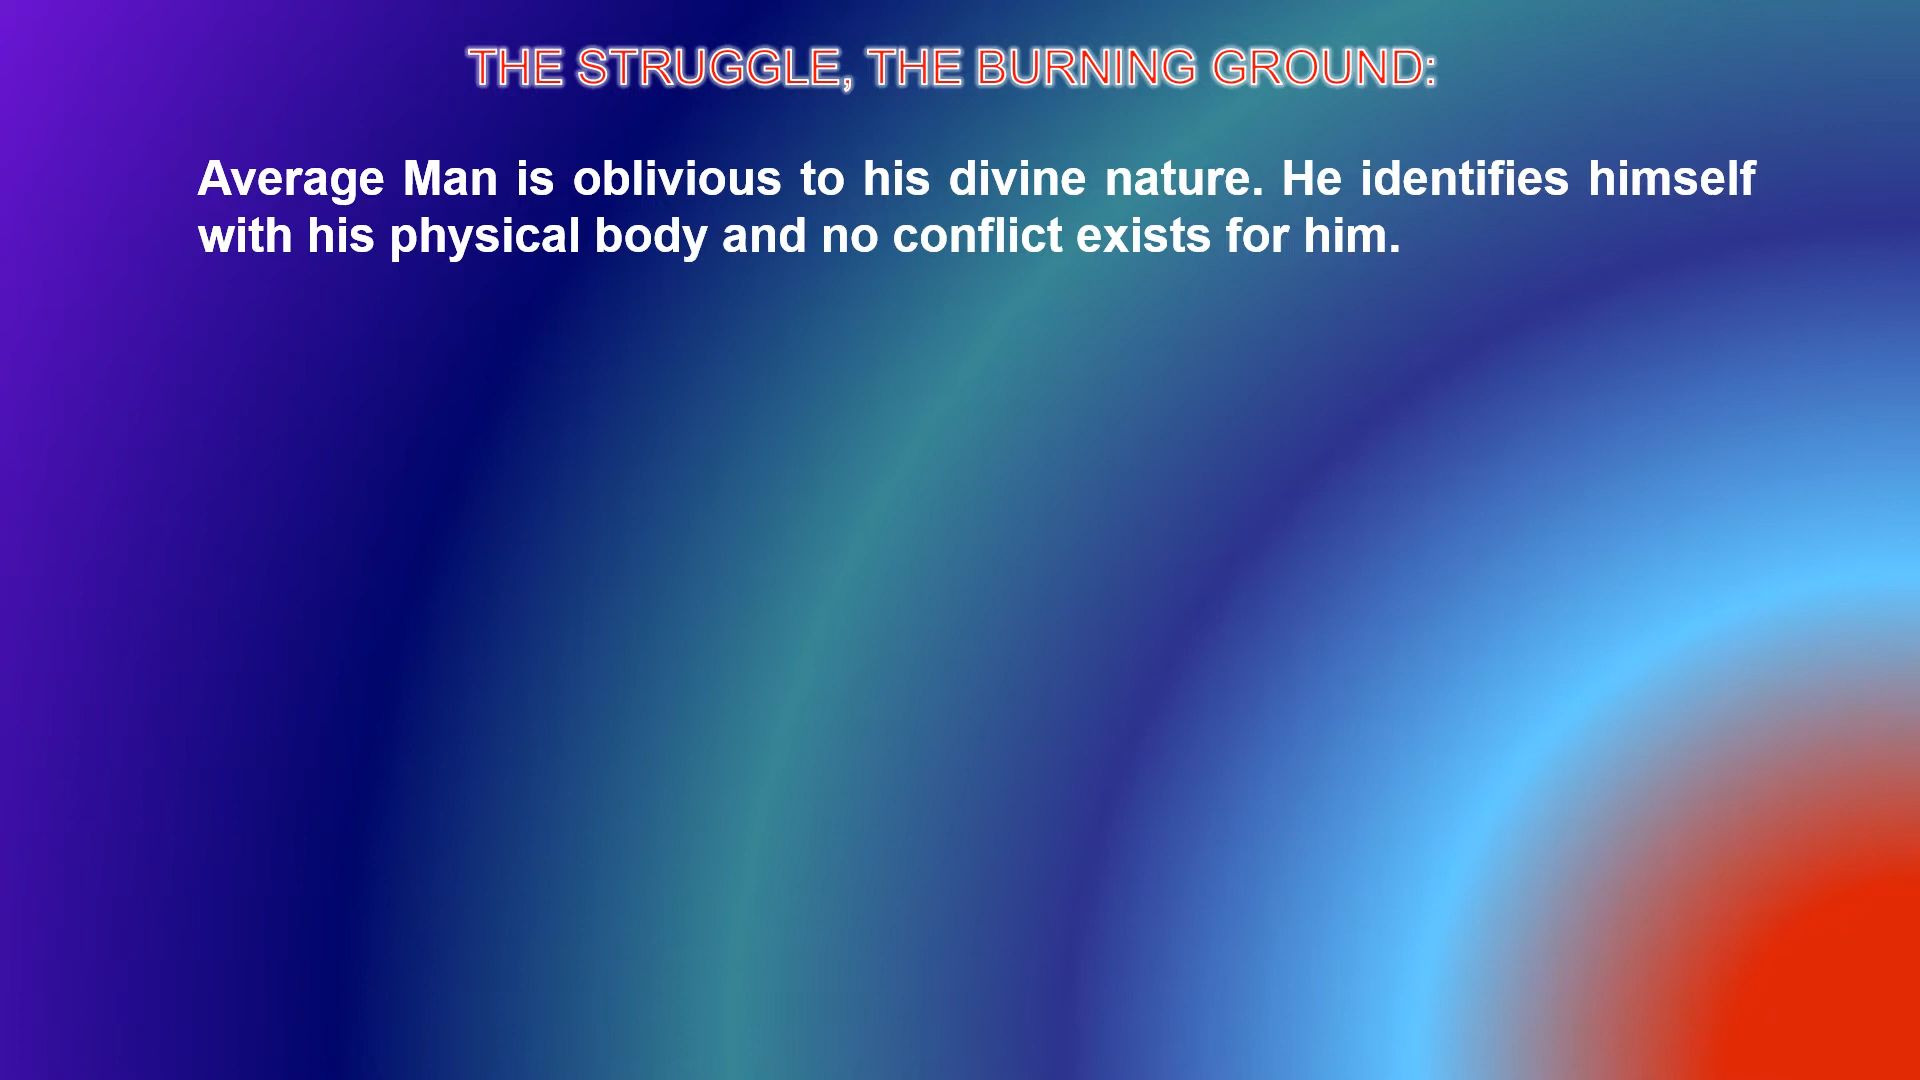 THE STRUGGLE, THE BURNING GROUND:
Average Man is oblivious to his divine nature. He identifies himself
with his physical body and no conflict exists for him.